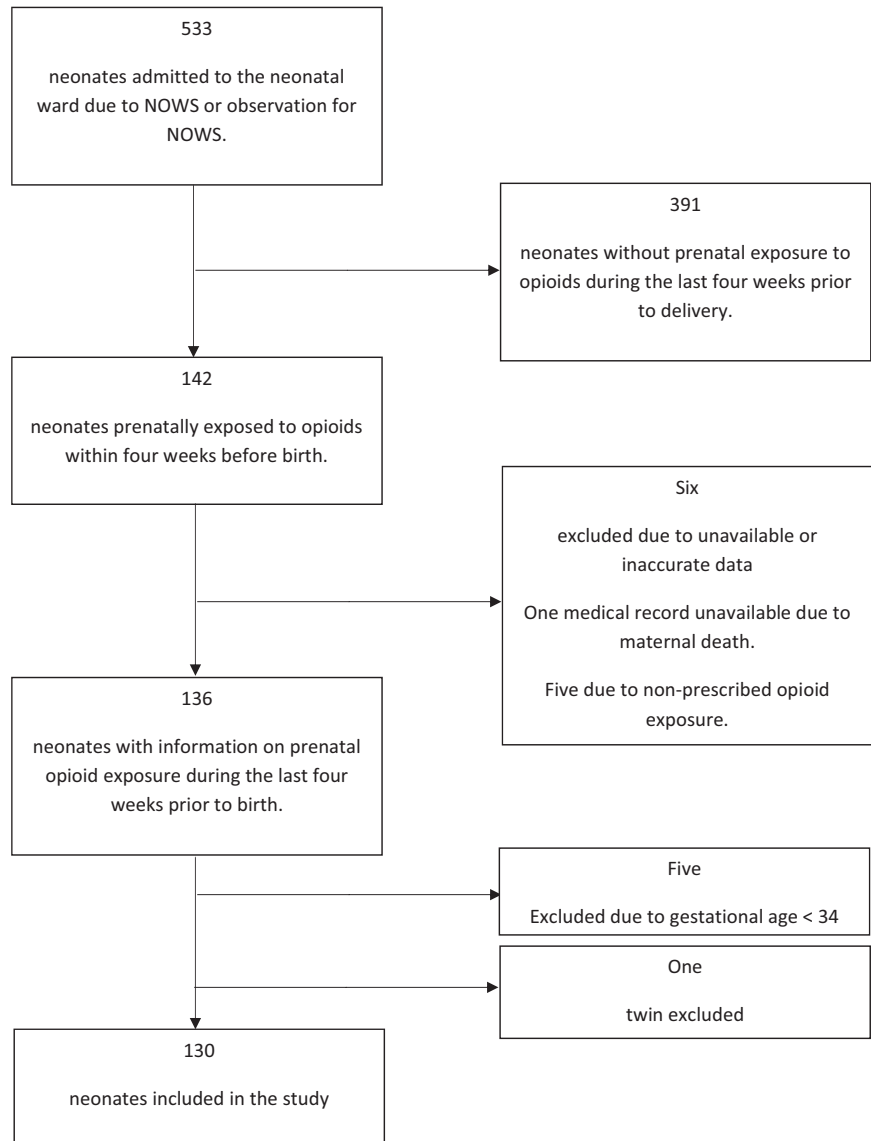 533
neonates admitted to the neonatal
ward due to NOWS or observation for
NOWS.
391
neonates without prenatal exposure to
opioids during the last four weeks prior
to delivery.
142
neonates prenatally exposed to opioids
within four weeks before birth.
Six
excluded due to unavailable or
inaccurate data
One medical record unavailable due to
maternal death.
Five due to non-prescribed opioid
exposure.
136
neonates with information on prenatal
opioid exposure during the last four
weeks prior to birth.
Five
Excluded due to gestational age < 34
One
twin excluded
130
neonates included in the study